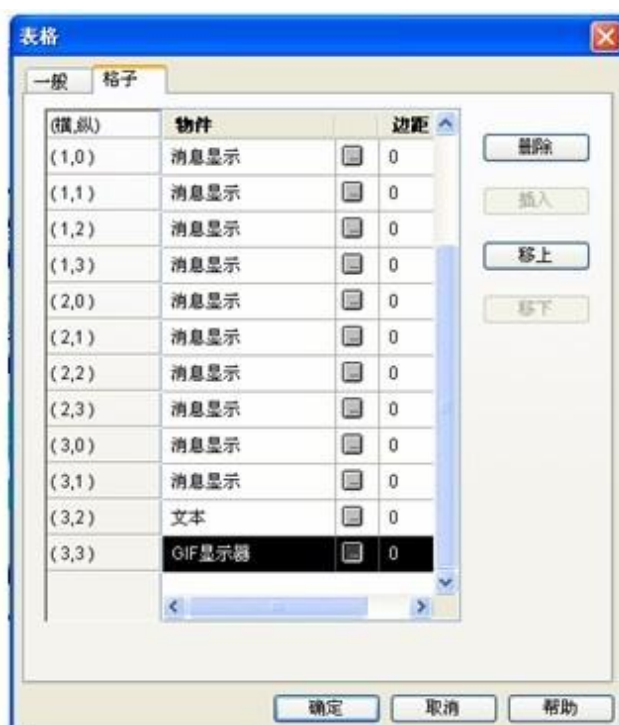 表格
一般 格子
(横,纵) 物件 边距
(1,0) 消息显示 0
(1,1) 消息显示 0
(1,2) 消息显示 0
(1,3) 消息显示 0
(2,0) 消息显示 0
(2,1) 消息显示 0
(2,2) 消息显示 0
(2,3) 消息显示 0
(3,0) 消息显示 0
(3,1) 消息显示 0
(3,2) 文本 0
(3,3) GIF显示器 0
删除
插入
移上
移下
确定 取消 帮助